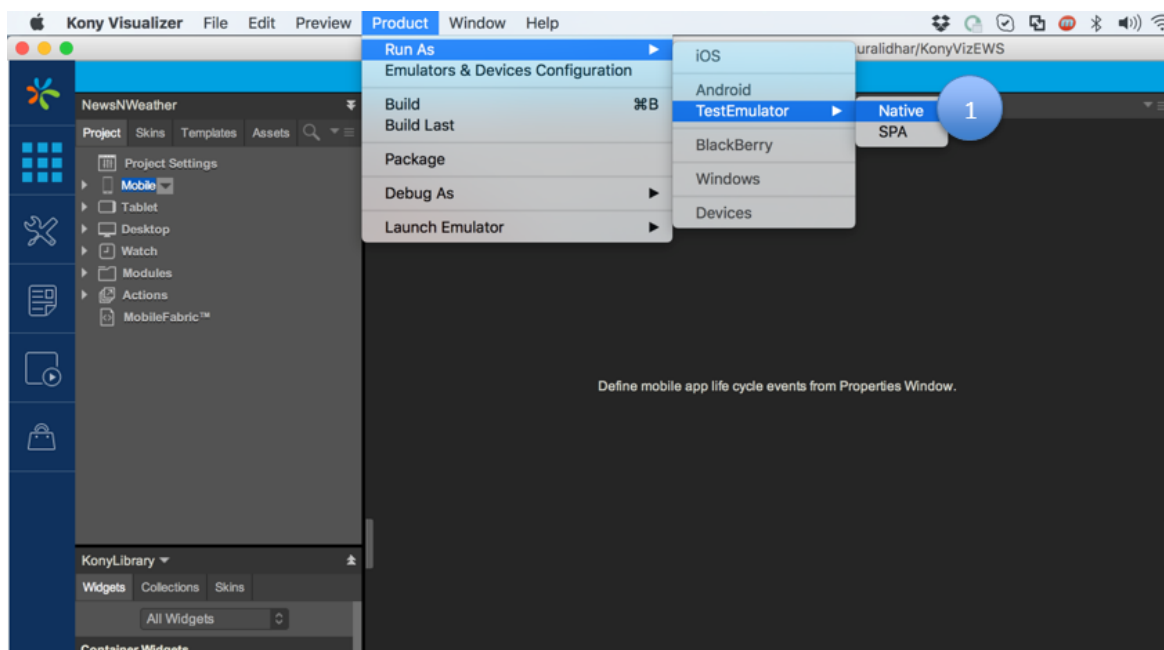 Kony Visualizer File Edit Preview Product Window Help
uralidhar/KonyVizEWS
Run As
Emulators & Devices Configuration
Build ⌘B
Build Last
Package
Debug As
Launch Emulator
iOS
Android
TestEmulator
BlackBerry
Windows
Devices
Native
SPA
1
NewsNWeather
Project Skins Templates Assets
Project Settings
Mobile
Tablet
Desktop
Watch
Modules
Actions
MobileFabric™
Define mobile app life cycle events from Properties Window.
KonyLibrary
Widgets Collections Skins
All Widgets
Container Widgets